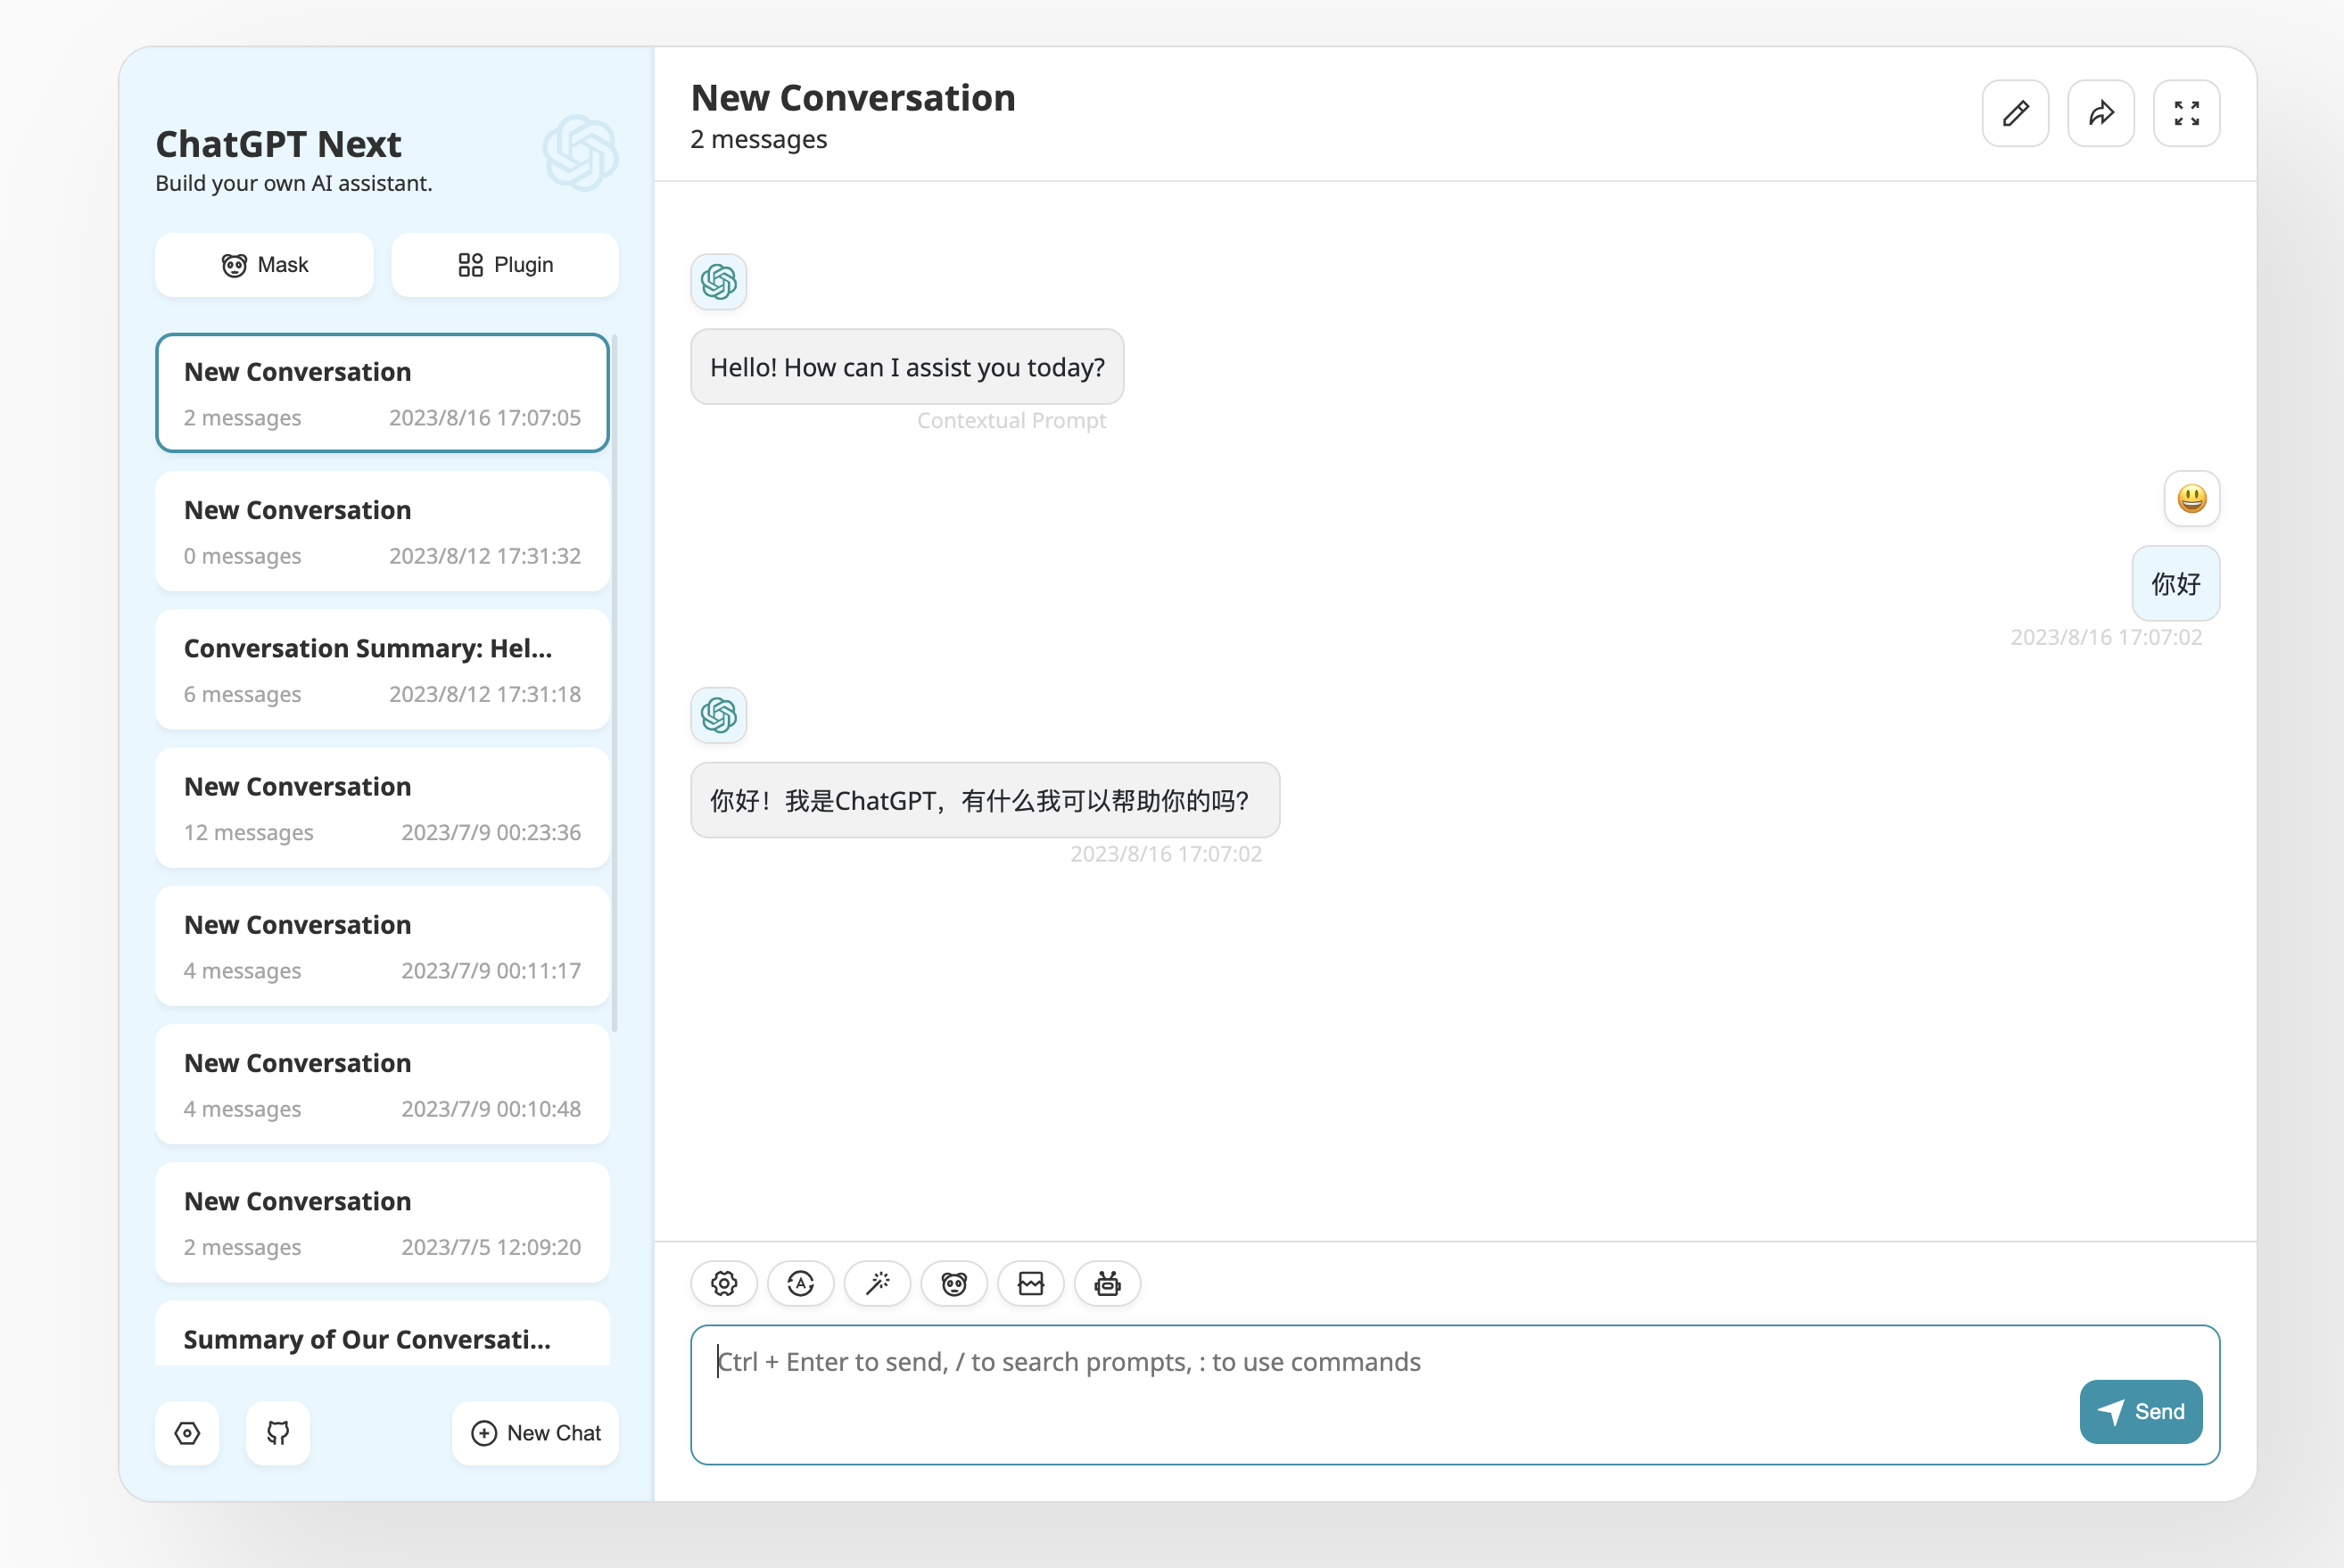 ChatGPT Next
Build your own AI assistant.
Mask
Plugin
New Conversation
2 messages 2023/8/16 17:07:05
New Conversation
0 messages 2023/8/12 17:31:32
Conversation Summary: Hel...
6 messages 2023/8/12 17:31:18
New Conversation
12 messages 2023/7/9 00:23:36
New Conversation
4 messages 2023/7/9 00:11:17
New Conversation
4 messages 2023/7/9 00:10:48
New Conversation
2 messages 2023/7/5 12:09:20
Summary of Our Conversati...
New Chat
New Conversation
2 messages
Hello! How can I assist you today?
Contextual Prompt
你好
2023/8/16 17:07:02
你好！我是ChatGPT，有什么我可以帮助你的吗？
2023/8/16 17:07:02
Ctrl + Enter to send, / to search prompts, : to use commands
Send